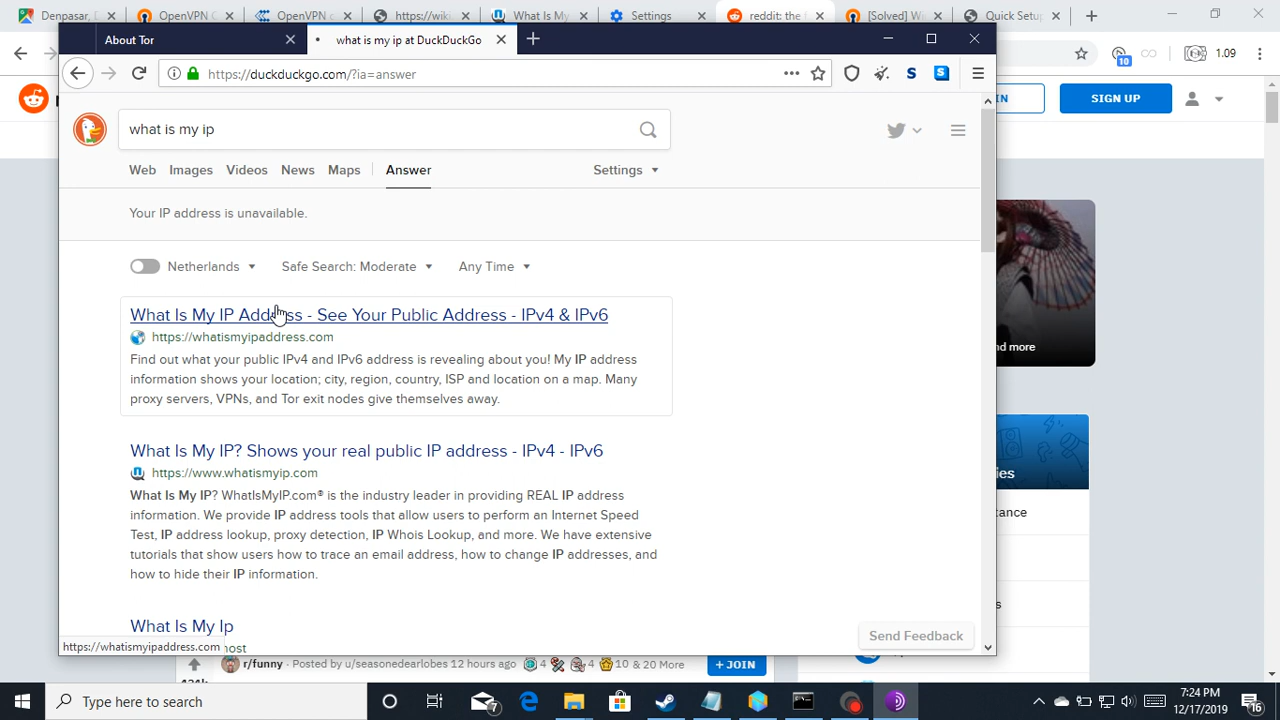 Denpasar,
OpenVPN C
OpenVPN c
https://wiki
What Is My
Settings
reddit: the f
[Solved] Wi
Quick Setu
About Tor
what is my ip at DuckDuckGo
10
1.09
https://duckduckgo.com/?ia=answer
IN
SIGN UP
what is my ip
Web
Images
Videos
News
Maps
Answer
Settings
Your IP address is unavailable.
Netherlands
Safe Search: Moderate
Any Time
What Is My IP Address - See Your Public Address - IPv4 & IPv6
https://whatismyipaddress.com
Find out what your public IPv4 and IPv6 address is revealing about you! My IP address
information shows your location; city, region, country, ISP and location on a map. Many
proxy servers, VPNs, and Tor exit nodes give themselves away.
nd more
What Is My IP? Shows your real public IP address - IPv4 - IPv6
https://www.whatismyip.com
What Is My IP? WhatIsMyIP.com® is the industry leader in providing REAL IP address
information. We provide IP address tools that allow users to perform an Internet Speed
Test, IP address lookup, proxy detection, IP Whois Lookup, and more. We have extensive
tutorials that show users how to trace an email address, how to change IP addresses, and
how to hide their IP information.
ies
tance
s
What Is My Ip
Send Feedback
https://whatismyipaddress.com
host
r/funny · Posted by u/seasonedearlobes 12 hours ago 4 4 10 & 20 More
+ JOIN
Type here to search
7
7:24 PM
12/17/2019
16